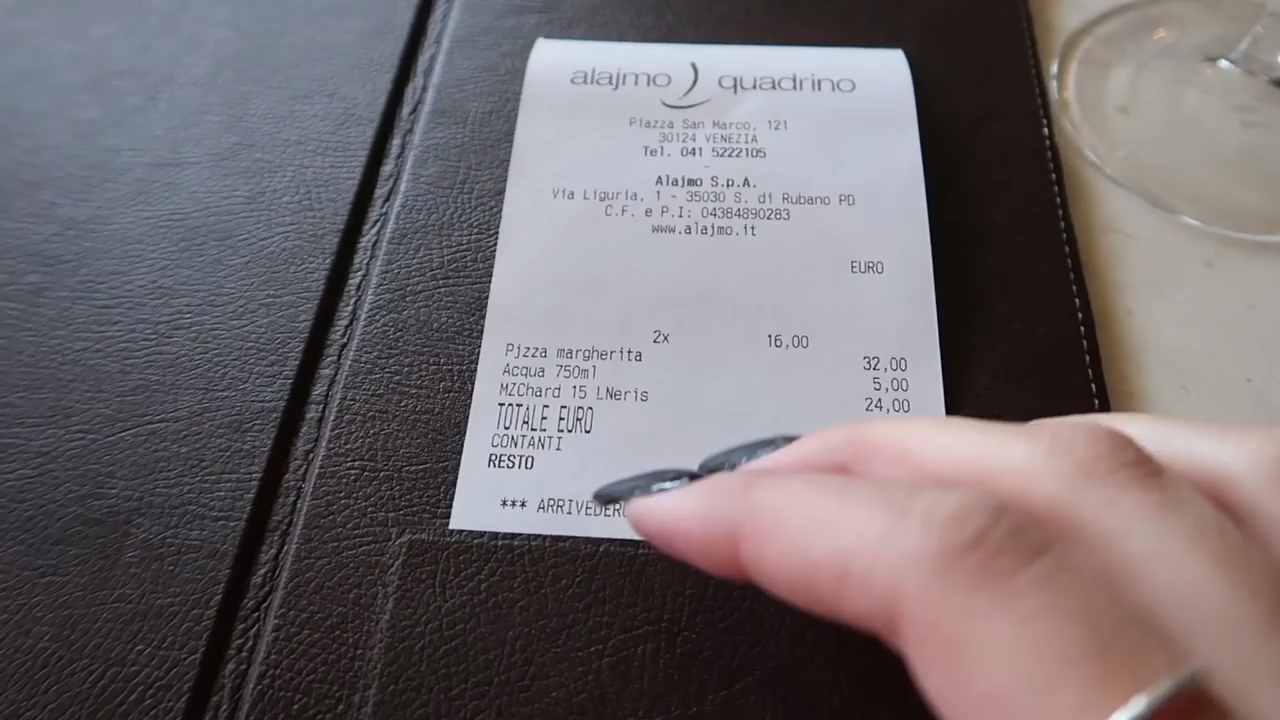 alajmo quadrino
Piazza San Marco, 121
30124 VENEZIA
Tel. 041 5222105
-
Alajmo S.p.A.
Via Liguria, 1 - 35030 S. di Rubano PD
C.F. e P.I: 04384890283
www.alajmo.it
EURO
2x 16,00
Pizza margherita 32,00
Acqua 750ml 5,00
MZChard 15 LNeris 24,00
TOTALE EURO
CONTANTI
RESTO
*** ARRIVEDER